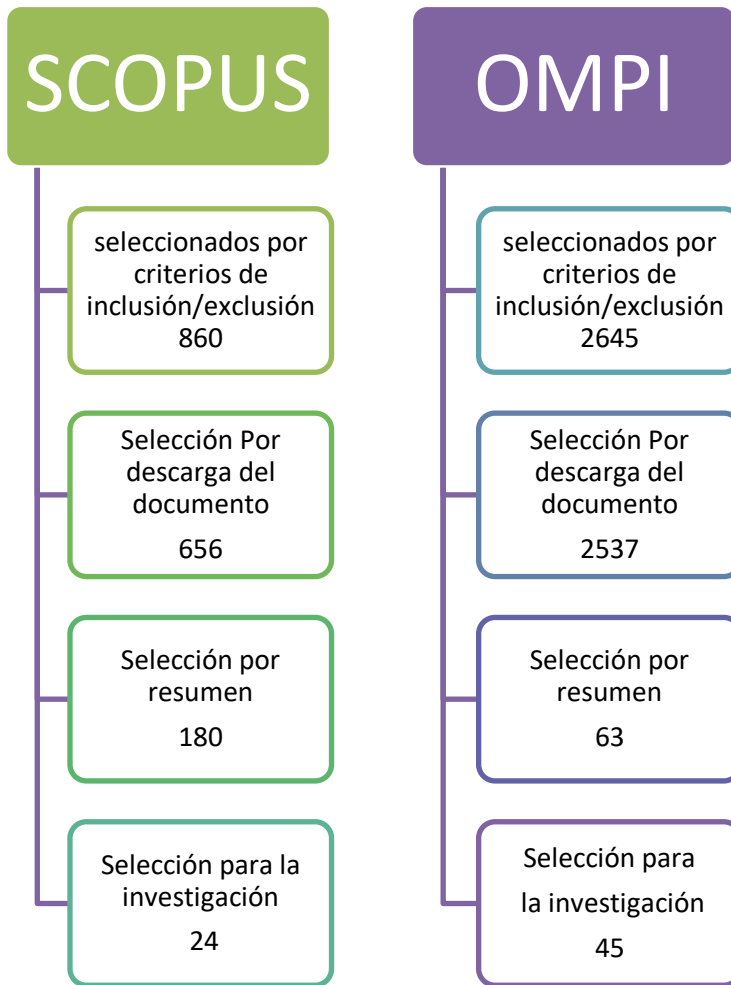 SCOPUS
seleccionados por
criterios de
inclusión/exclusión
860
Selección Por
descarga del
documento
656
Selección por
resumen
180
Selección para la
investigación
24
OMPI
seleccionados por
criterios de
inclusión/exclusión
2645
Selección Por
descarga del
documento
2537
Selección por
resumen
63
Selección para
la investigación
45